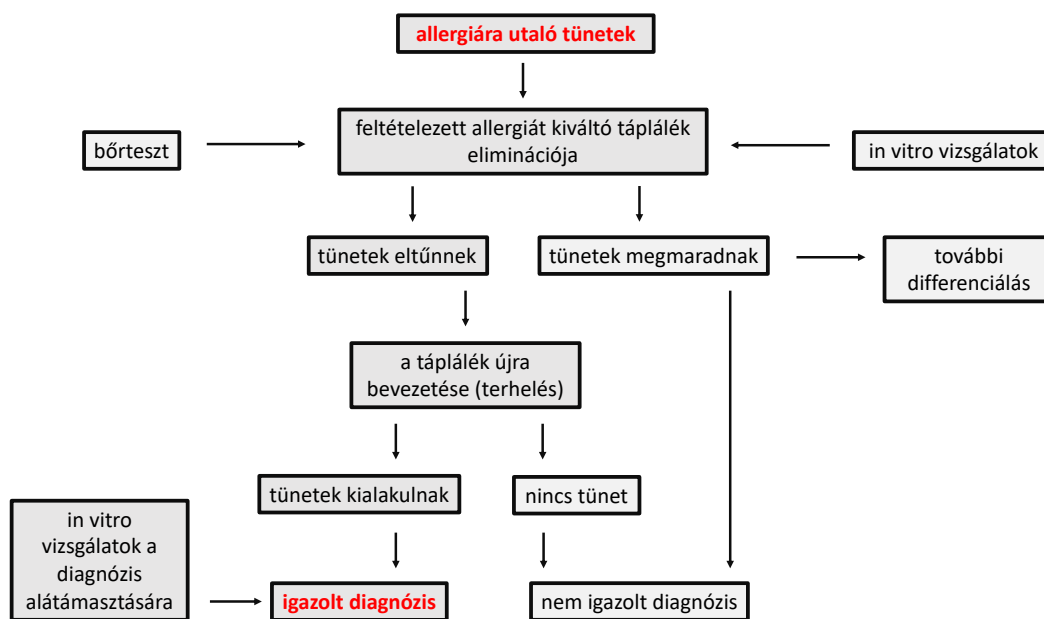 allergiára utaló tünetek
feltételezett allergiát kiváltó táplálék
eliminációja
bőrteszt
in vitro vizsgálatok
tünetek eltűnnek
tünetek megmaradnak
további
differenciálás
a táplálék újra
bevezetése (terhelés)
tünetek kialakulnak
nincs tünet
in vitro
vizsgálatok a
diagnózis
alátámasztására
igazolt diagnózis
nem igazolt diagnózis